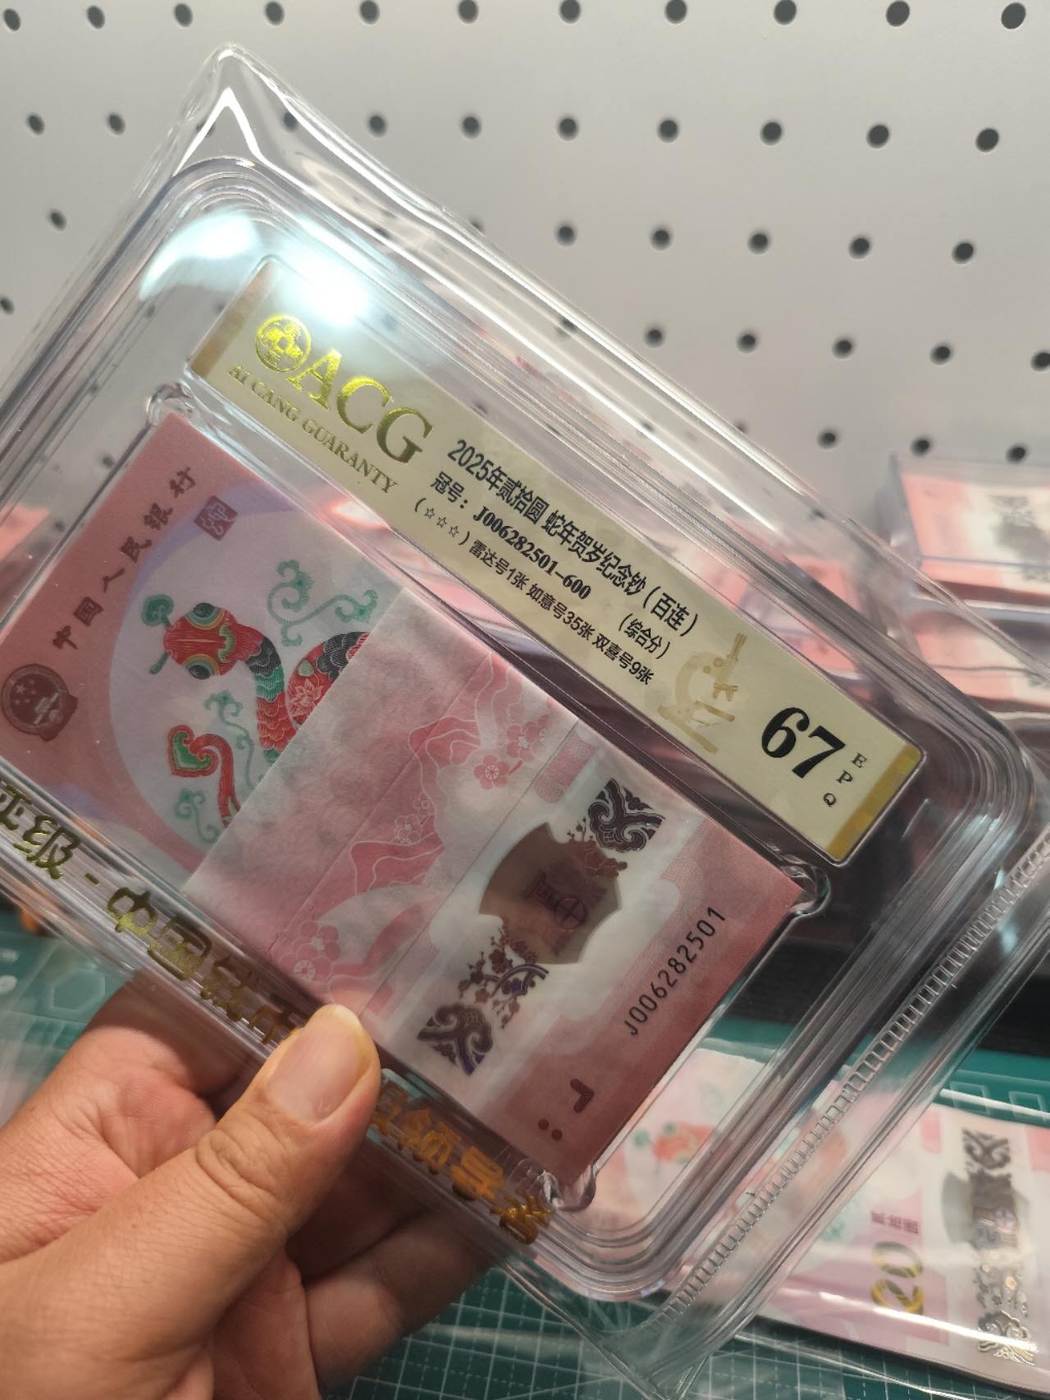 ACG
AI CANG GUARANTY
2025年贰拾圆 蛇年贺岁纪念钞（百连）
冠号：J006282501-600 （综合分）
（☆☆☆）雷达号1张 如意号35张 双喜号9张
67
EPQ
中国人民银行
J006282501
20